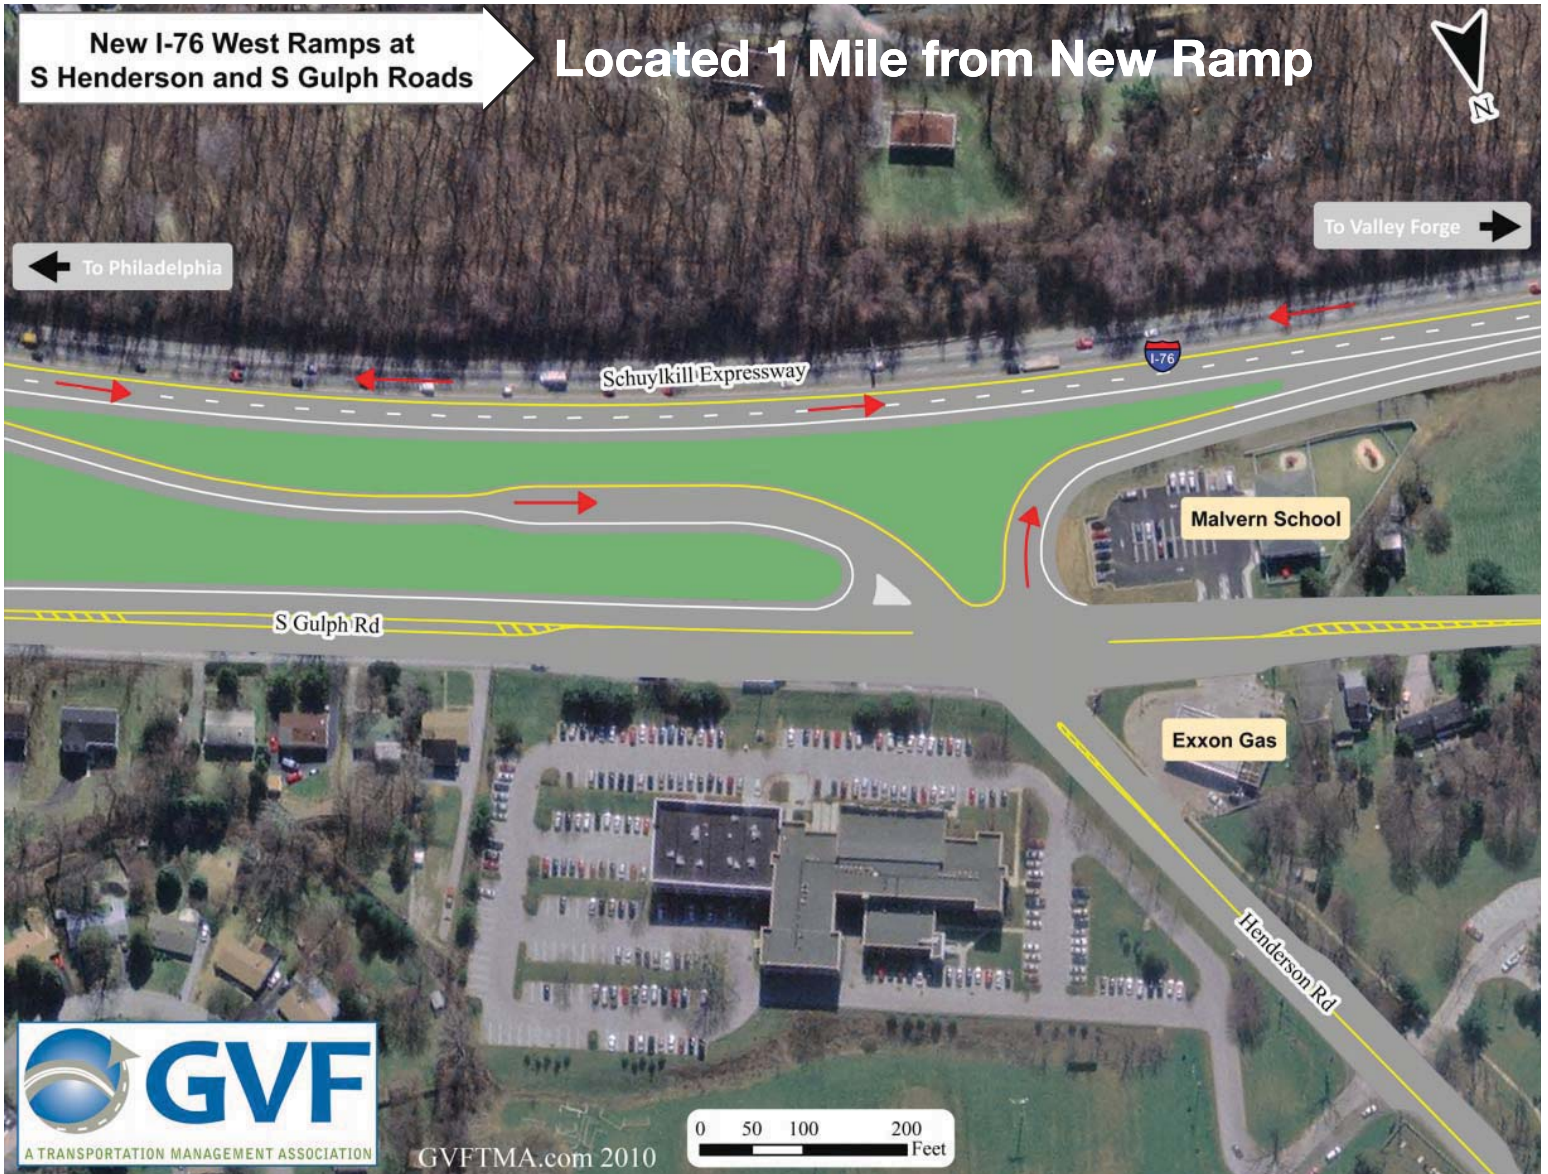 New I-76 West Ramps at
S Henderson and S Gulph Roads
Located 1 Mile from New Ramp
N
To Valley Forge
To Philadelphia
I-76
Schuylkill Expressway
Malvern School
S Gulph Rd
Exxon Gas
Henderson Rd
GVF
A TRANSPORTATION MANAGEMENT ASSOCIATION
GVFTMA.com 2010
0 50 100 200
Feet